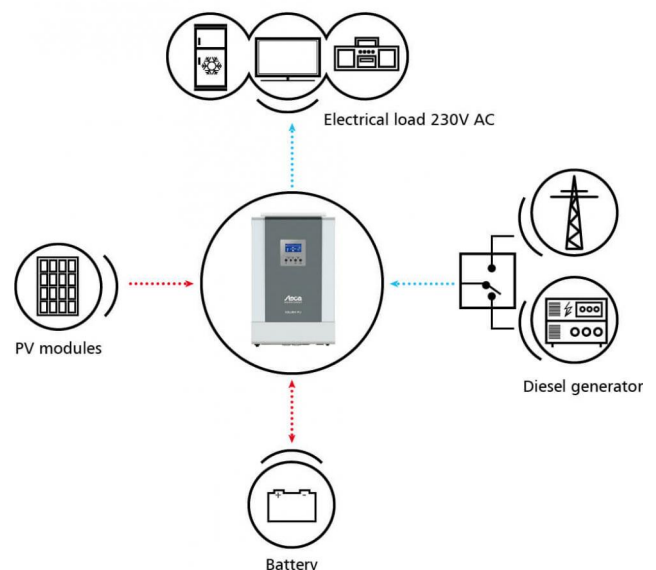 Electrical load 230V AC
Steca
PV modules
Diesel generator
+ -
Battery